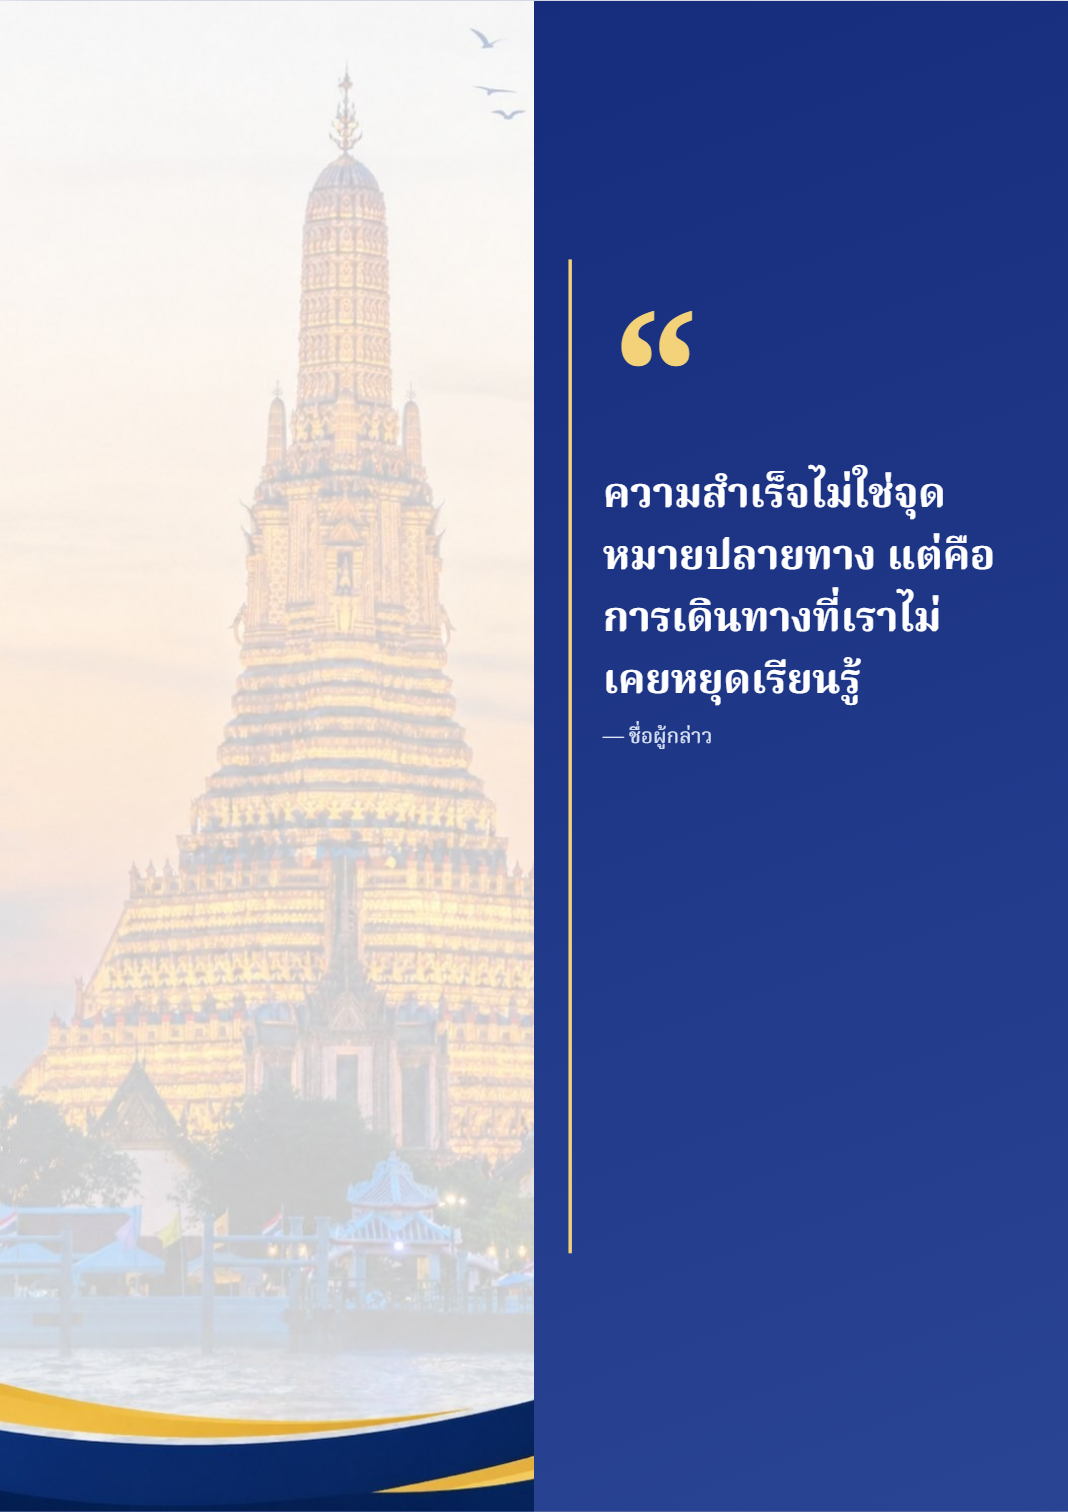 “
ความสำเร็จไม่ใช่จุด
หมายปลายทาง แต่คือ
การเดินทางที่เราไม่
เคยหยุดเรียนรู้
— ชื่อผู้กล่าว